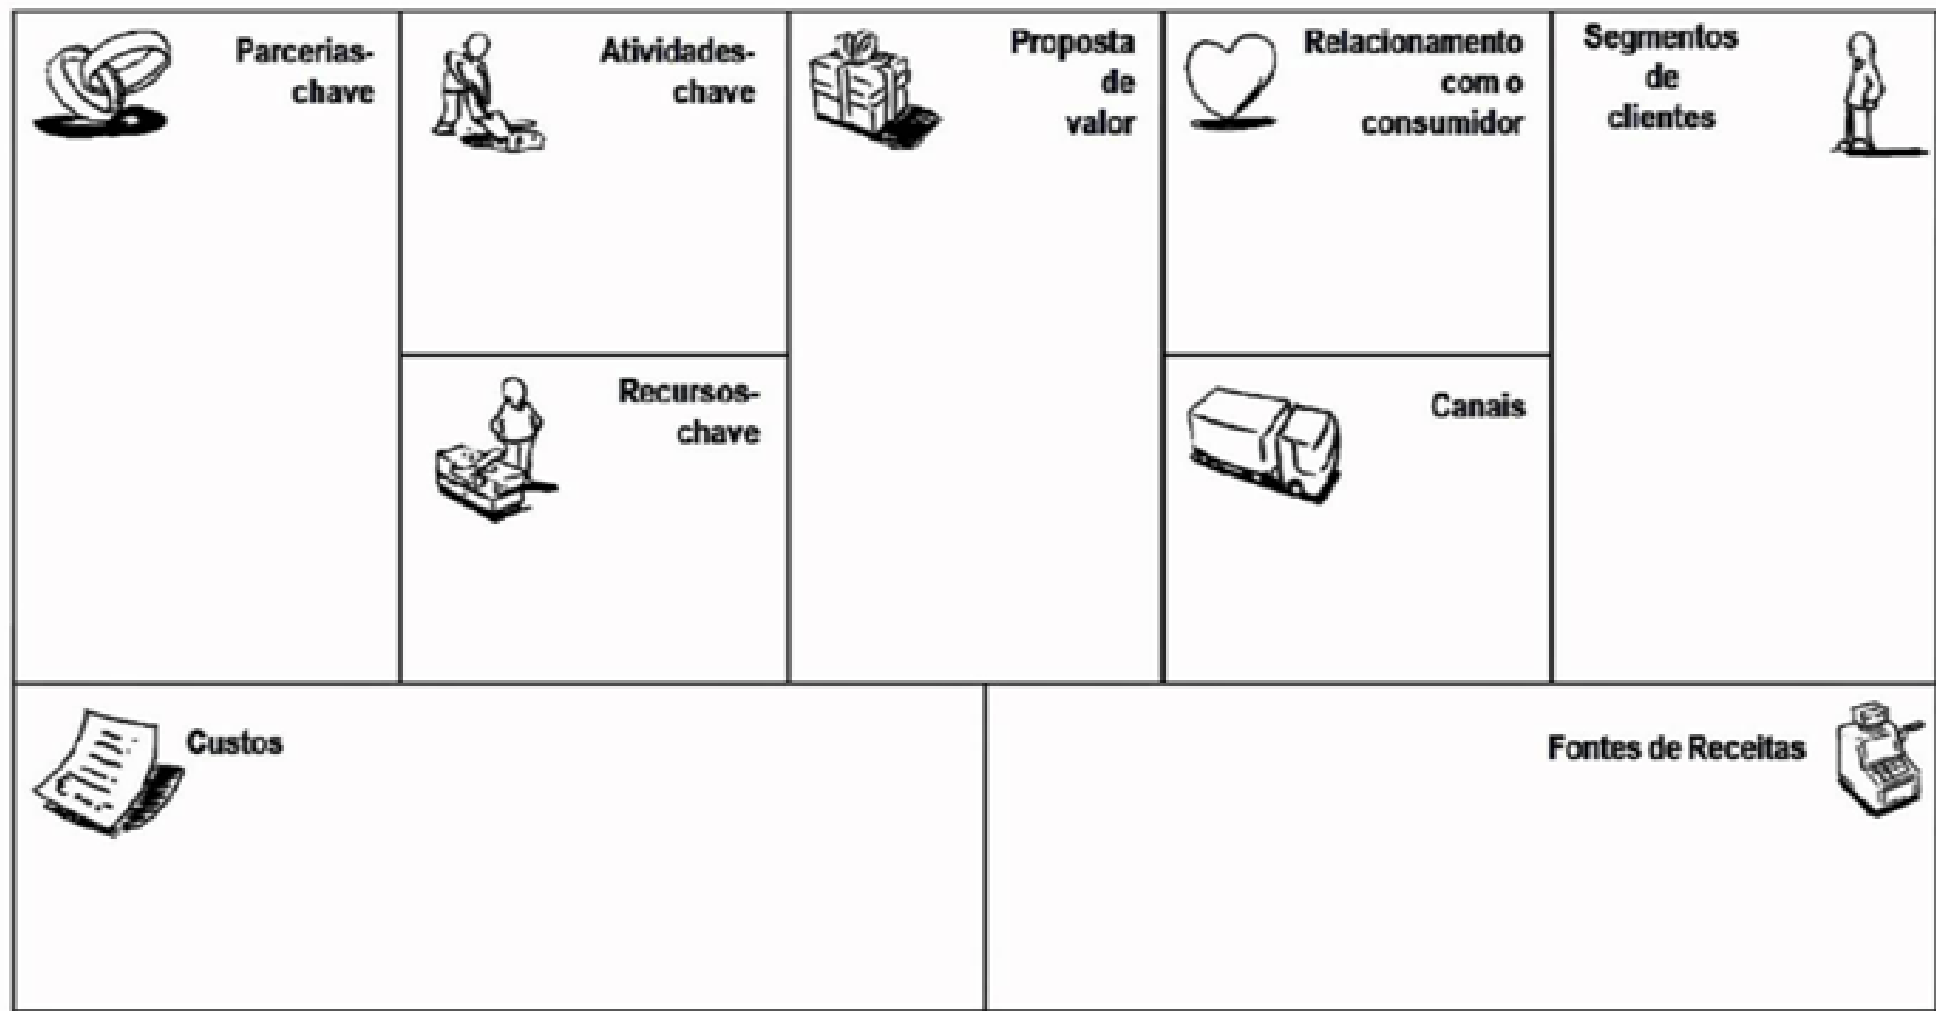 Parcerias-
chave
Atividades-
chave
Proposta
de
valor
Relacionamento
com o
consumidor
Segmentos
de
clientes
Recursos-
chave
Canais
Custos
Fontes de Receitas